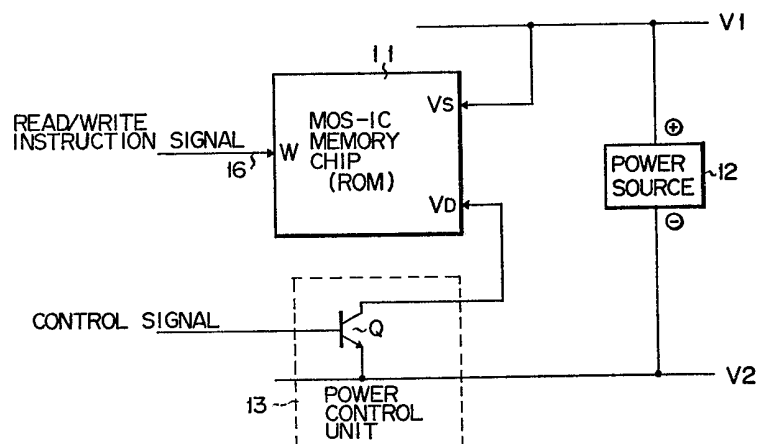 V1
11
READ/WRITE
INSTRUCTION SIGNAL
16
W
MOS-IC
MEMORY
CHIP
(ROM)
VS
VD
+
POWER
SOURCE
12
−
CONTROL SIGNAL
Q
V2
13
POWER
CONTROL
UNIT